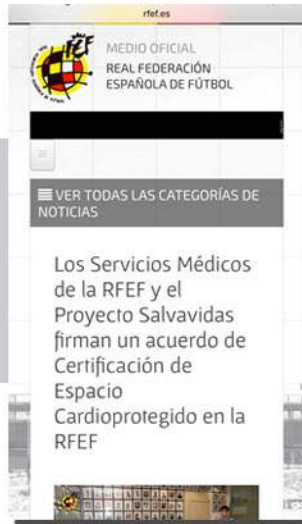 rfef.es
MEDIO OFICIAL
REAL FEDERACIÓN
ESPAÑOLA DE FÚTBOL
VER TODAS LAS CATEGORÍAS DE
NOTICIAS
Los Servicios Médicos
de la RFEF y el
Proyecto Salvavidas
firman un acuerdo de
Certificación de
Espacio
Cardioprotegido en la
RFEF